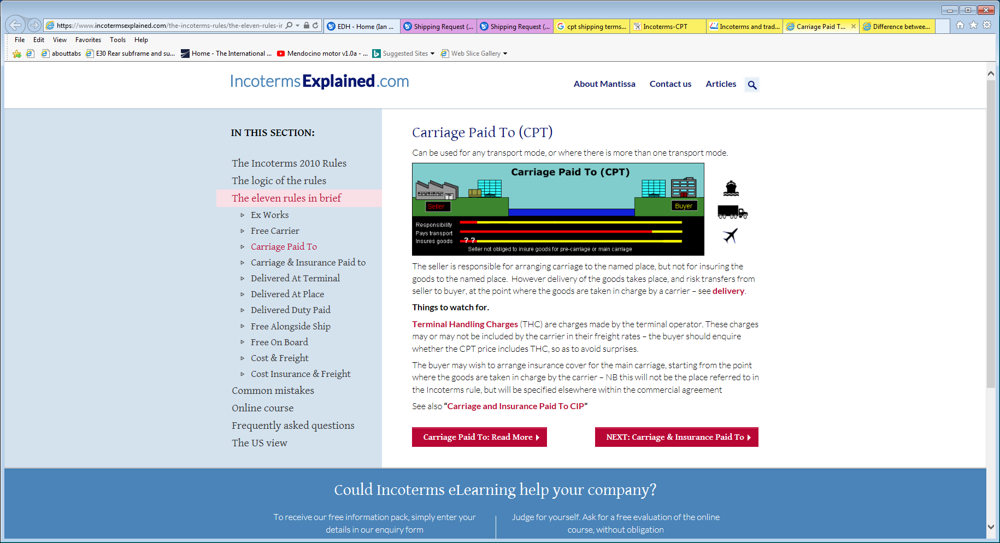 https://www.incotermsexplained.com/the-incoterms-rules/the-eleven-rules-ir
EDH - Home (Ian ...
Shipping Request (...
Shipping Request (...
cpt shipping terms...
Incoterms-CPT
Incoterms and trad...
Carriage Paid T...
Difference betwee...
File Edit View Favorites Tools Help
abouttabs
E30 Rear subframe and su...
Home - The International ...
Mendocino motor v1.0a - ...
Suggested Sites
Web Slice Gallery
IncotermsExplained.com
About Mantissa
Contact us
Articles
IN THIS SECTION:
The Incoterms 2010 Rules
The logic of the rules
The eleven rules in brief
Ex Works
Free Carrier
Carriage Paid To
Carriage & Insurance Paid to
Delivered At Terminal
Delivered At Place
Delivered Duty Paid
Free Alongside Ship
Free On Board
Cost & Freight
Cost Insurance & Freight
Common mistakes
Online course
Frequently asked questions
The US view
Carriage Paid To (CPT)
Can be used for any transport mode, or where there is more than one transport mode.
Carriage Paid To (CPT)
Seller
Buyer
Responsibility
Pays transport
Insures goods
? ?
Seller not obliged to insure goods for pre-carriage or main carriage
The seller is responsible for arranging carriage to the named place, but not for insuring the
goods to the named place. However delivery of the goods takes place, and risk transfers from
seller to buyer, at the point where the goods are taken in charge by a carrier – see delivery.
Things to watch for.
Terminal Handling Charges (THC) are charges made by the terminal operator. These charges
may or may not be included by the carrier in their freight rates – the buyer should enquire
whether the CPT price includes THC, so as to avoid surprises.
The buyer may wish to arrange insurance cover for the main carriage, starting from the point
where the goods are taken in charge by the carrier – NB this will not be the place referred to in
the Incoterms rule, but will be specified elsewhere within the commercial agreement
See also “Carriage and Insurance Paid To CIP”
Carriage Paid To: Read More
NEXT: Carriage & Insurance Paid To
Could Incoterms eLearning help your company?
To receive our free information pack, simply enter your
details in our enquiry form
Judge for yourself. Ask for a free evaluation of the online
course, without obligation